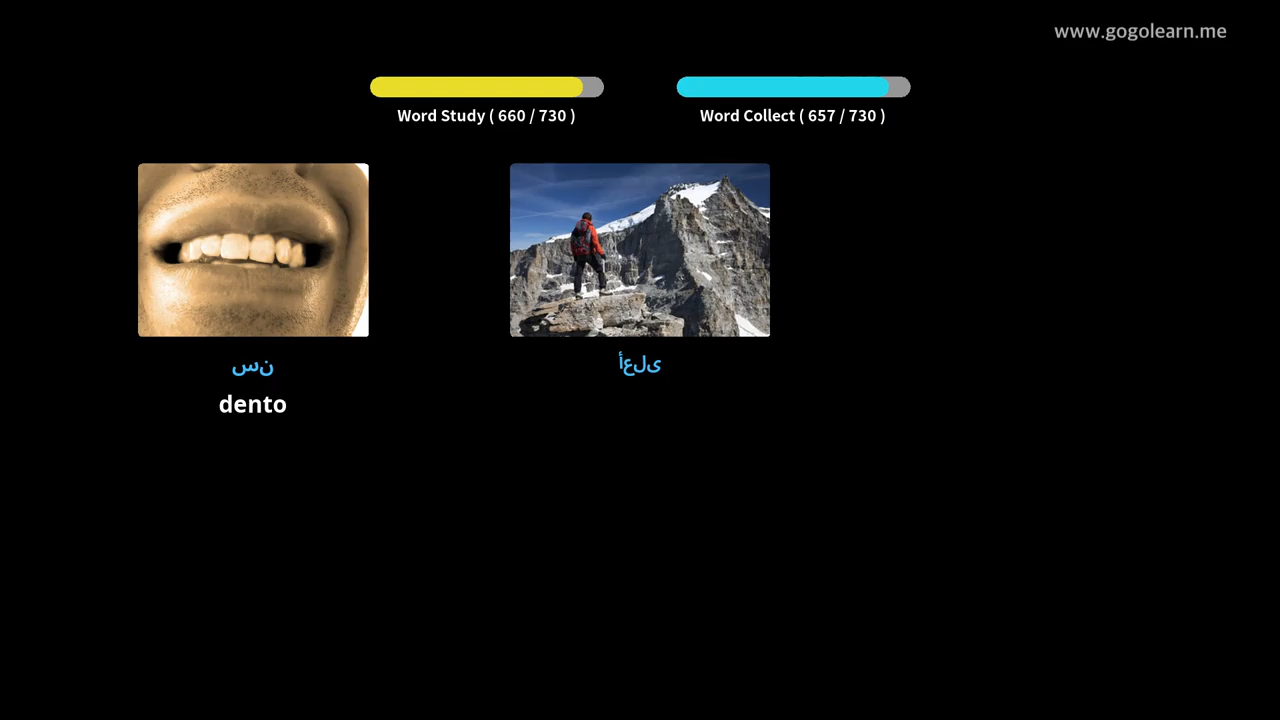 www.gogolearn.me
Word Study ( 660 / 730 )
Word Collect ( 657 / 730 )
سن
dento
أعلى